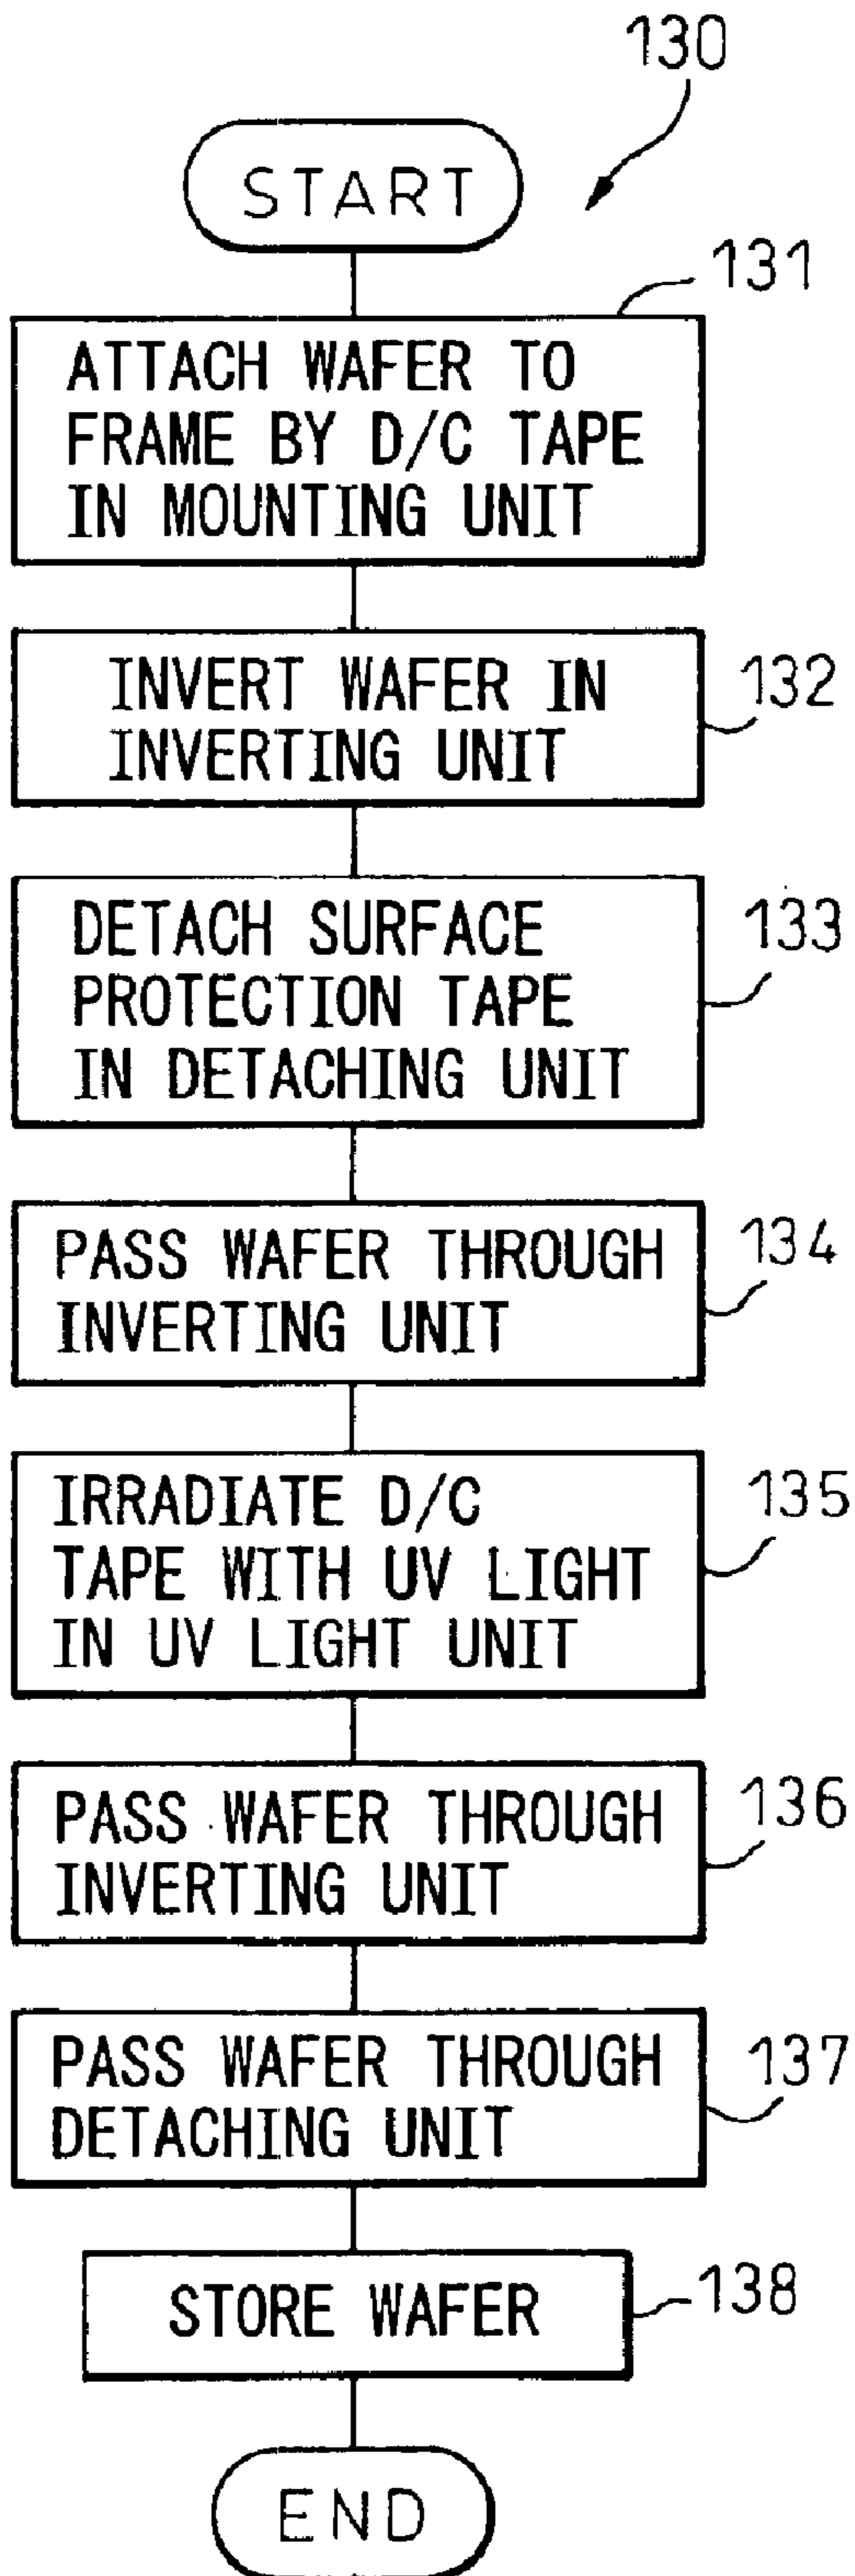 130
START
131
ATTACH WAFER TO
FRAME BY D/C TAPE
IN MOUNTING UNIT
INVERT WAFER IN
INVERTING UNIT
132
DETACH SURFACE
PROTECTION TAPE
IN DETACHING UNIT
133
PASS WAFER THROUGH
INVERTING UNIT
134
IRRADIATE D/C
TAPE WITH UV LIGHT
IN UV LIGHT UNIT
135
PASS WAFER THROUGH
INVERTING UNIT
136
PASS WAFER THROUGH
DETACHING UNIT
137
STORE WAFER
138
END